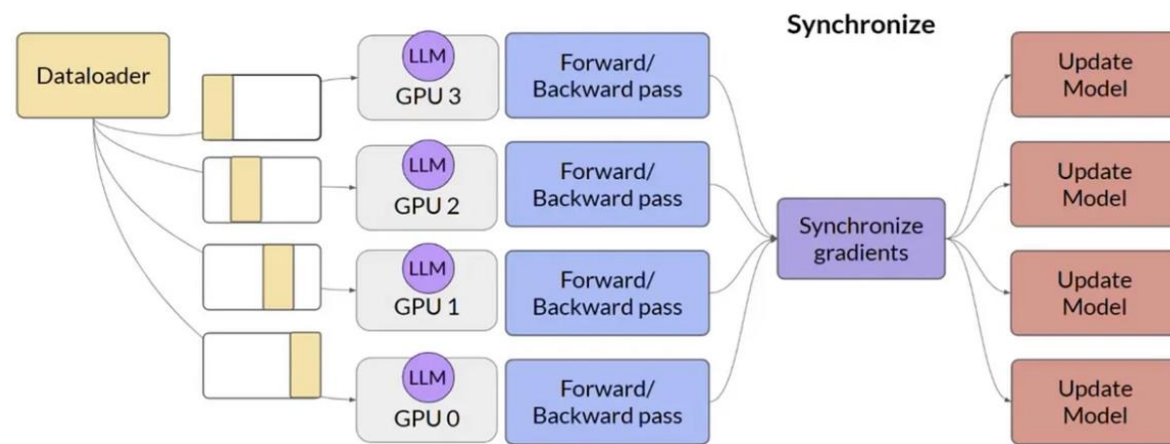 Synchronize
Dataloader
LLM
GPU 3
Forward/
Backward pass
Update
Model
LLM
GPU 2
Forward/
Backward pass
Update
Model
Synchronize
gradients
LLM
GPU 1
Forward/
Backward pass
Update
Model
LLM
GPU 0
Forward/
Backward pass
Update
Model